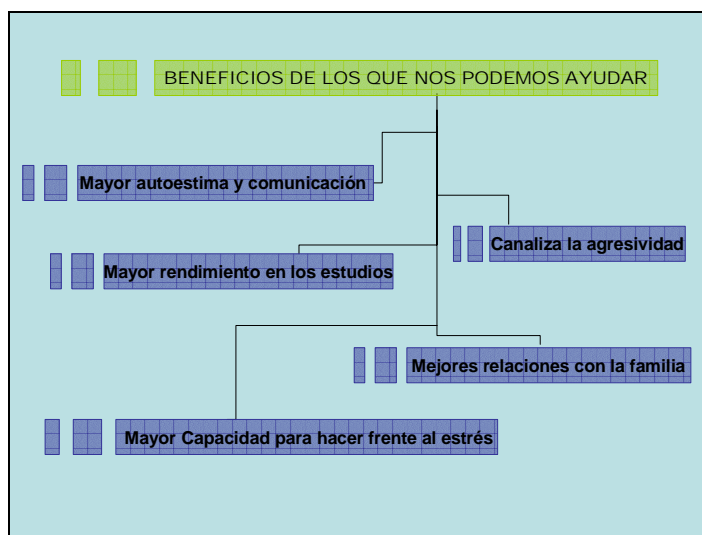 BENEFICIOS DE LOS QUE NOS PODEMOS AYUDAR
Mayor autoestima y comunicación
Canaliza la agresividad
Mayor rendimiento en los estudios
Mejores relaciones con la familia
Mayor Capacidad para hacer frente al estrés